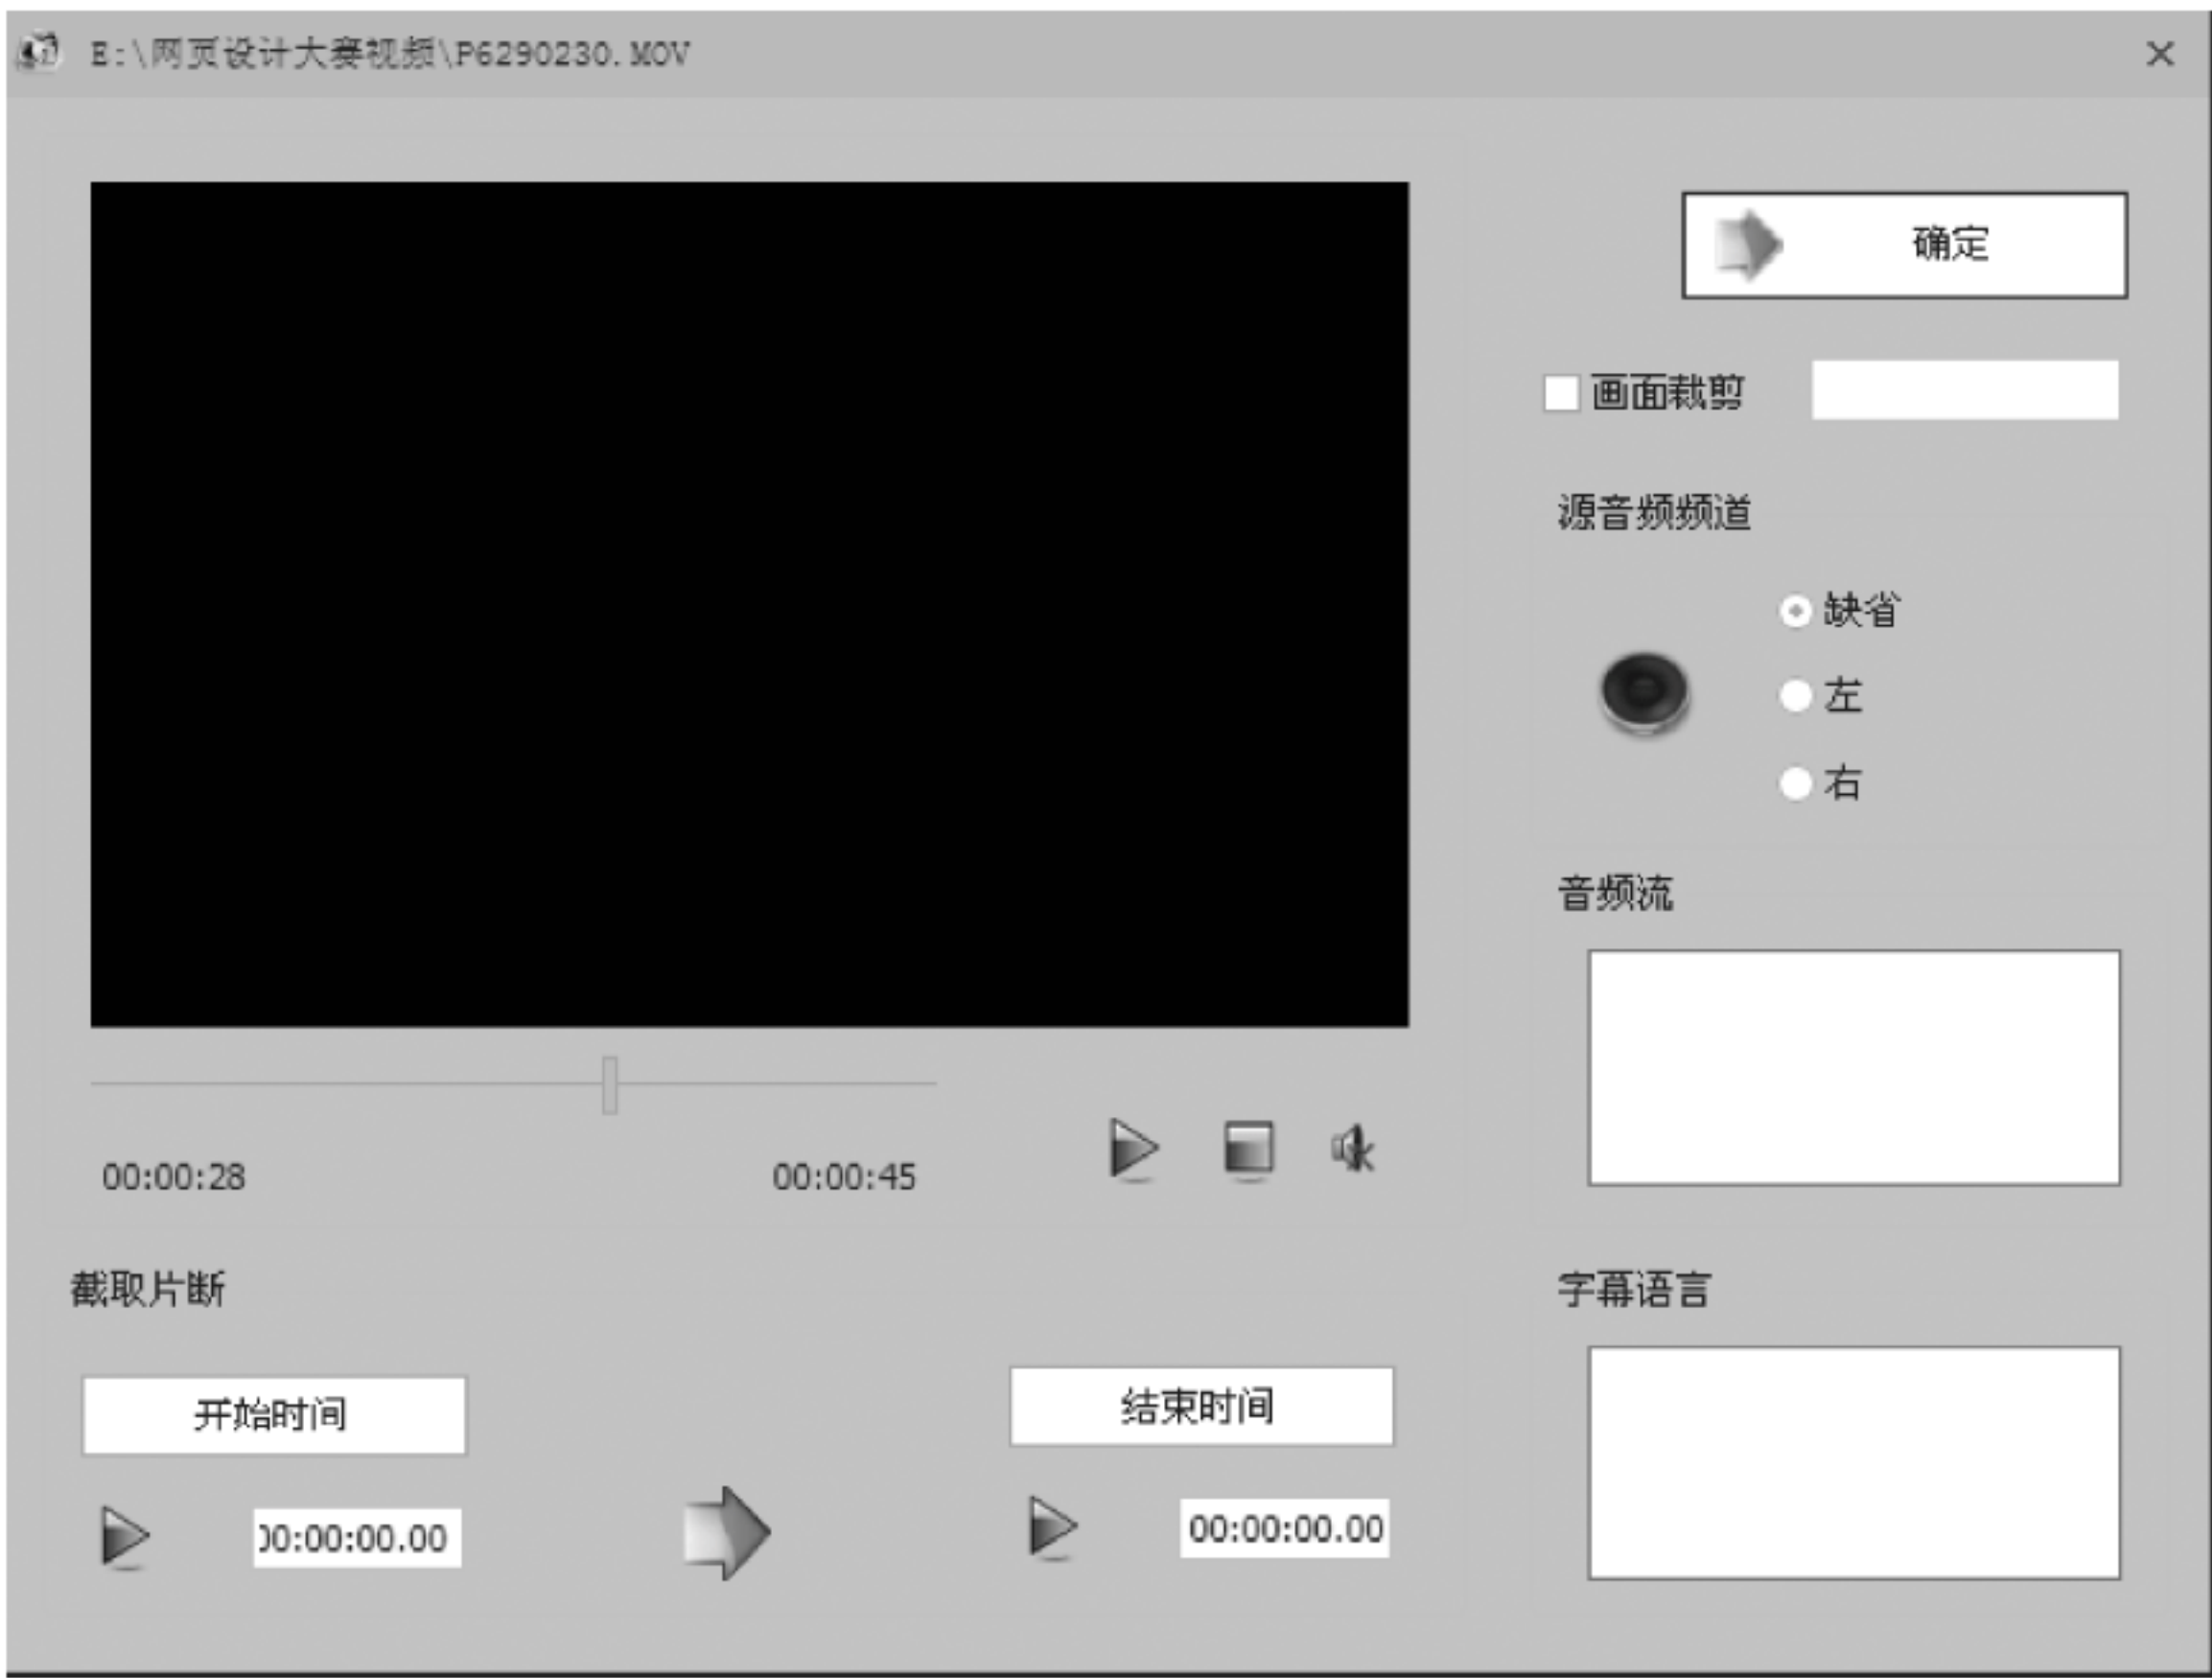 E:\网页设计大赛视频\P6290230.MOV
确定
画面裁剪
源音频频道
缺省
左
右
音频流
00:00:28
00:00:45
截取片断
字幕语言
开始时间
结束时间
00:00:00.00
00:00:00.00